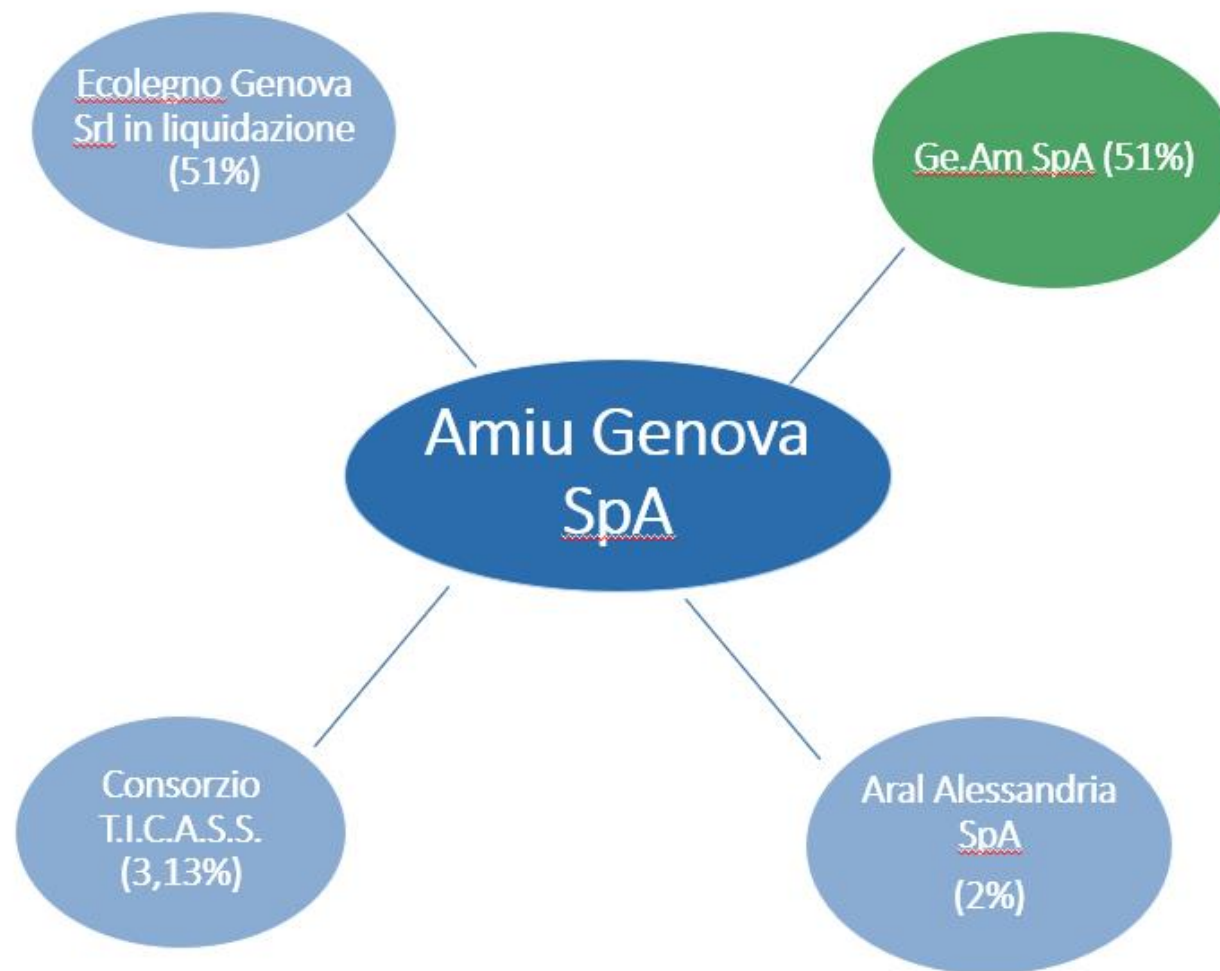 Ecolegno Genova
Srl in liquidazione
(51%)
Ge.Am SpA (51%)
Amiu Genova
SpA
Consorzio
T.I.C.A.S.S.
(3,13%)
Aral Alessandria
SpA
(2%)